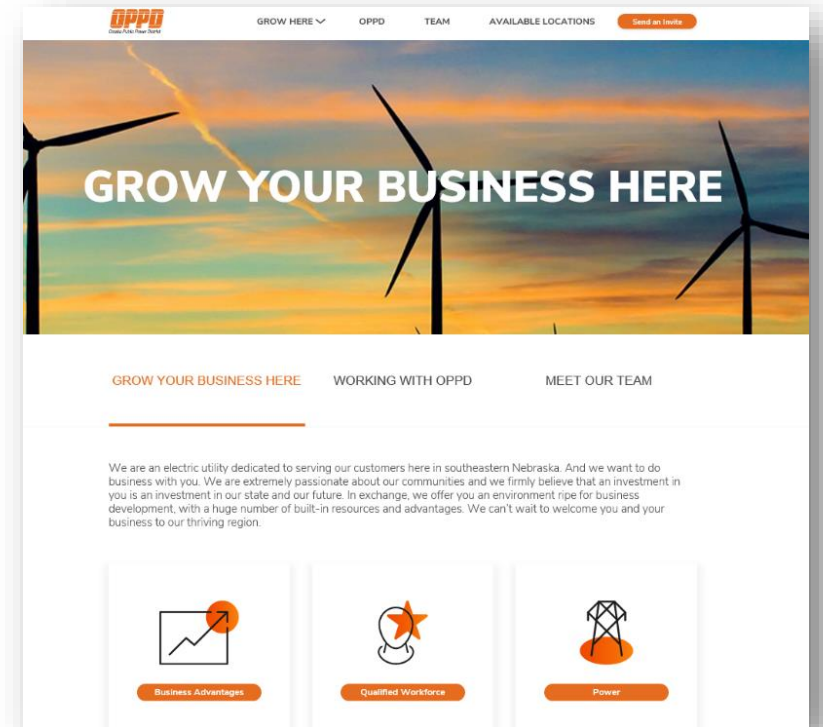 OPPD
Omaha Public Power District
GROW HERE
OPPD
TEAM
AVAILABLE LOCATIONS
Send an Invite
GROW YOUR BUSINESS HERE
GROW YOUR BUSINESS HERE
WORKING WITH OPPD
MEET OUR TEAM
We are an electric utility dedicated to serving our customers here in southeastern Nebraska. And we want to do
business with you. We are extremely passionate about our communities and we firmly believe that an investment in
you is an investment in our state and our future. In exchange, we offer you an environment ripe for business
development, with a huge number of built-in resources and advantages. We can't wait to welcome you and your
business to our thriving region.
Business Advantages
Qualified Workforce
Power